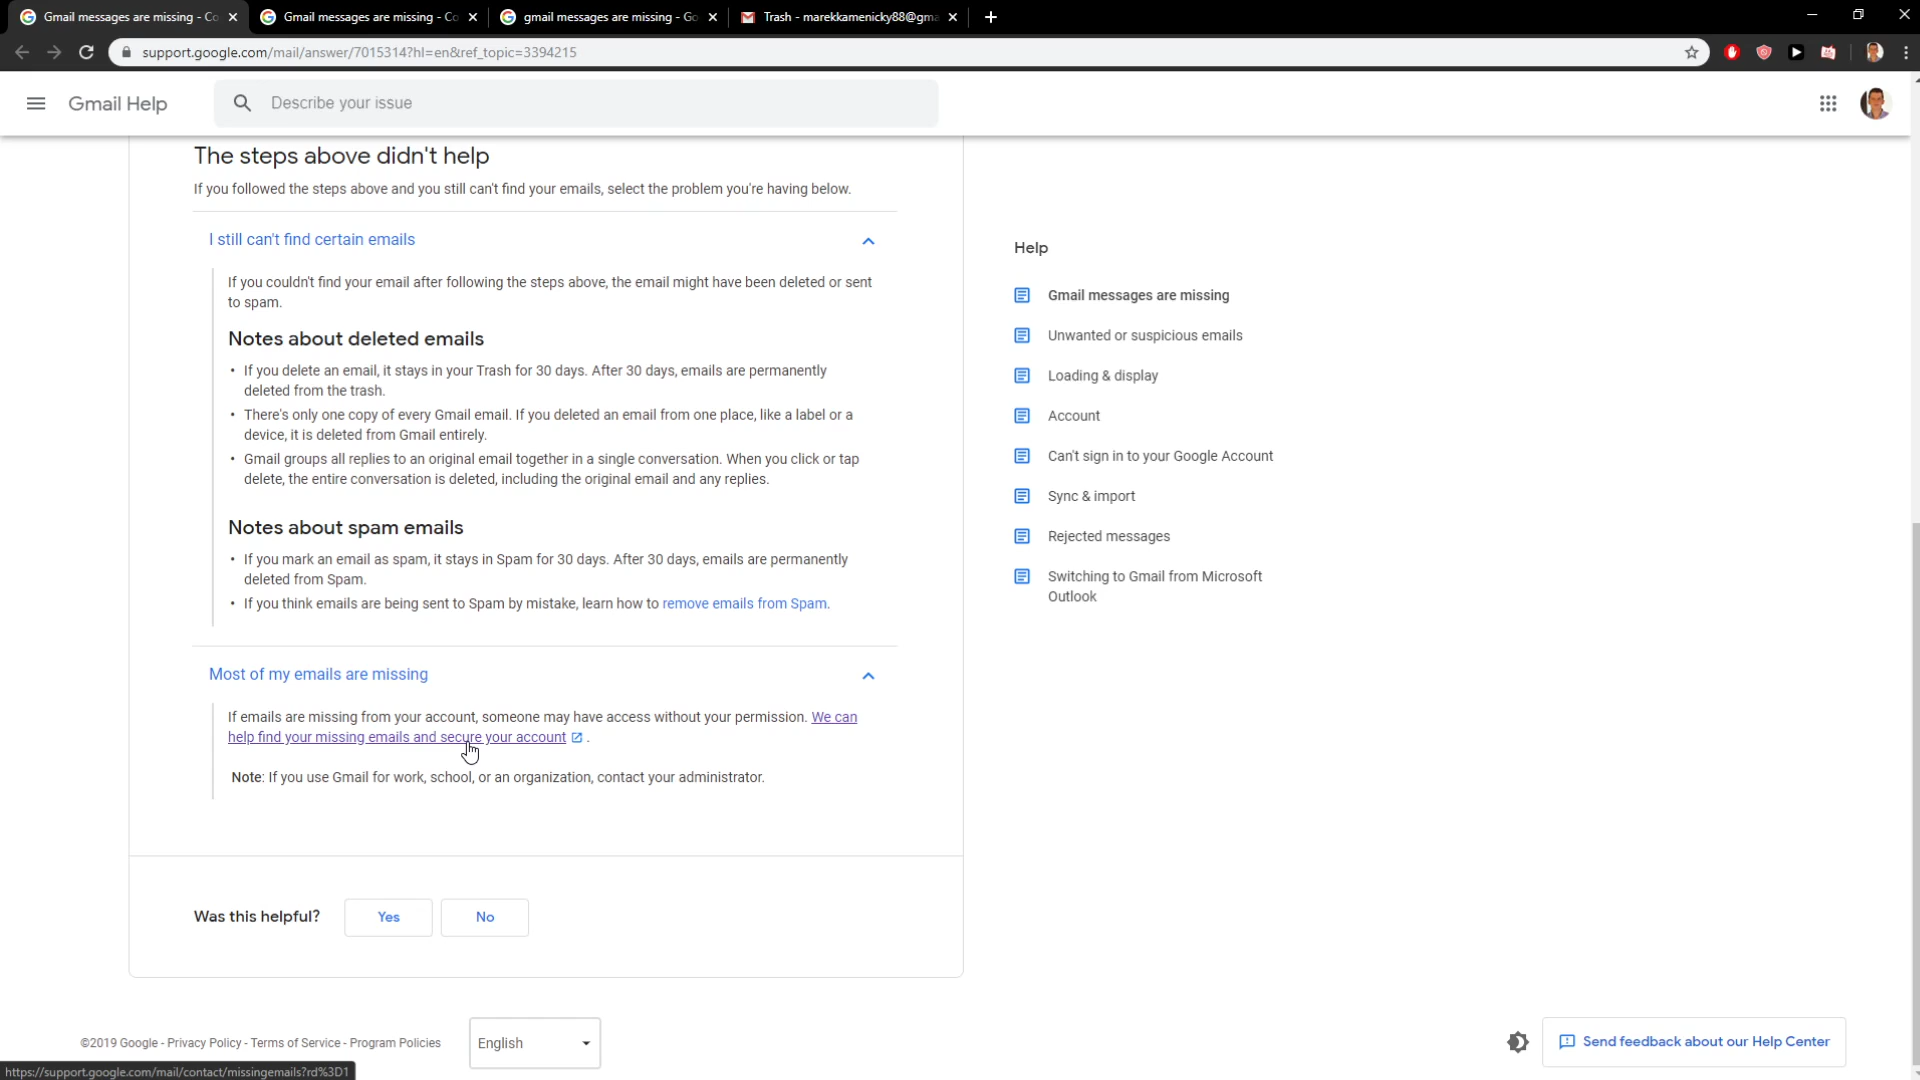 Gmail messages are missing - Co
Gmail messages are missing - Co
gmail messages are missing - Go
Trash - marekkamenicky88@gma
support.google.com/mail/answer/7015314?hl=en&ref_topic=3394215
Gmail Help
Describe your issue
The steps above didn't help
If you followed the steps above and you still can't find your emails, select the problem you're having below.
I still can't find certain emails
If you couldn't find your email after following the steps above, the email might have been deleted or sent
to spam.
Notes about deleted emails
• If you delete an email, it stays in your Trash for 30 days. After 30 days, emails are permanently
deleted from the trash.
• There's only one copy of every Gmail email. If you deleted an email from one place, like a label or a
device, it is deleted from Gmail entirely.
• Gmail groups all replies to an original email together in a single conversation. When you click or tap
delete, the entire conversation is deleted, including the original email and any replies.
Notes about spam emails
• If you mark an email as spam, it stays in Spam for 30 days. After 30 days, emails are permanently
deleted from Spam.
• If you think emails are being sent to Spam by mistake, learn how to remove emails from Spam.
Most of my emails are missing
If emails are missing from your account, someone may have access without your permission. We can
help find your missing emails and secure your account .
Note: If you use Gmail for work, school, or an organization, contact your administrator.
Was this helpful?
Yes
No
Help
Gmail messages are missing
Unwanted or suspicious emails
Loading & display
Account
Can't sign in to your Google Account
Sync & import
Rejected messages
Switching to Gmail from Microsoft
Outlook
©2019 Google - Privacy Policy - Terms of Service - Program Policies
English
Send feedback about our Help Center
https://support.google.com/mail/contact/missingemails?rd%3D1